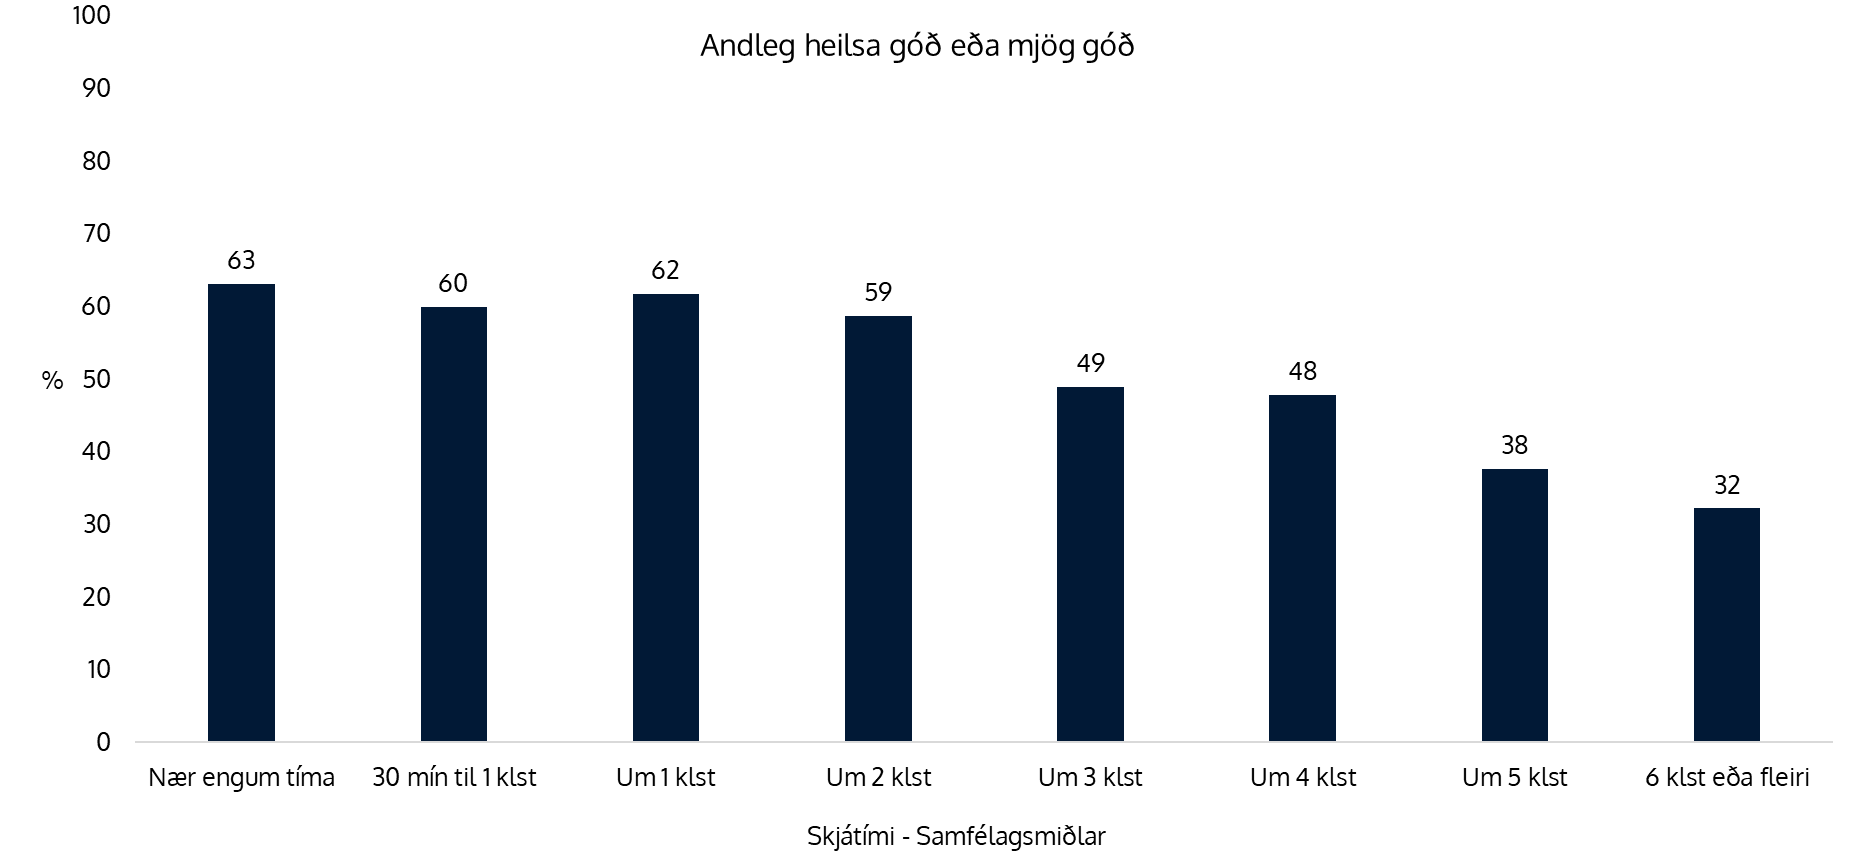 Andleg heilsa góð eða mjög góð
100
90
80
70
60
% 50
40
30
20
10
0
63 60 62 59 49 48 38 32
Nær engum tíma 30 mín til 1 klst Um 1 klst Um 2 klst Um 3 klst Um 4 klst Um 5 klst 6 klst eða fleiri
Skjátími - Samfélagsmiðlar